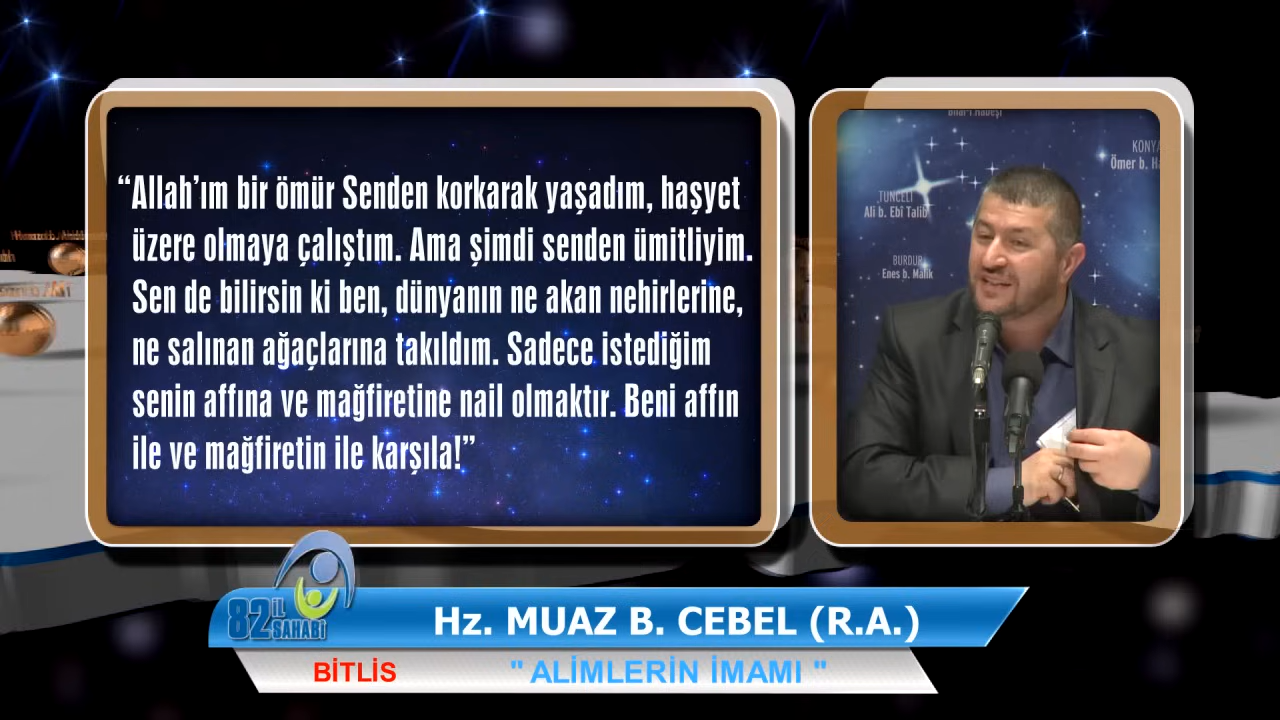 “Allah’ım bir ömür Senden korkarak yaşadım, haşyet
üzere olmaya çalıştım. Ama şimdi senden ümitliyim.
Sen de bilirsin ki ben, dünyanın ne akan nehirlerine,
ne salınan ağaçlarına takıldım. Sadece istediğim
senin affına ve mağfiretine nail olmaktır. Beni affın
ile ve mağfiretin ile karşıla!”
KONYA
Ömer b. Ha
TUNCELİ
Ali b. Ebî Talib
BURDUR
Enes b. Malik
82 İL
SAHABİ
Hz. MUAZ B. CEBEL (R.A.)
BİTLİS
" ALİMLERİN İMAMI "